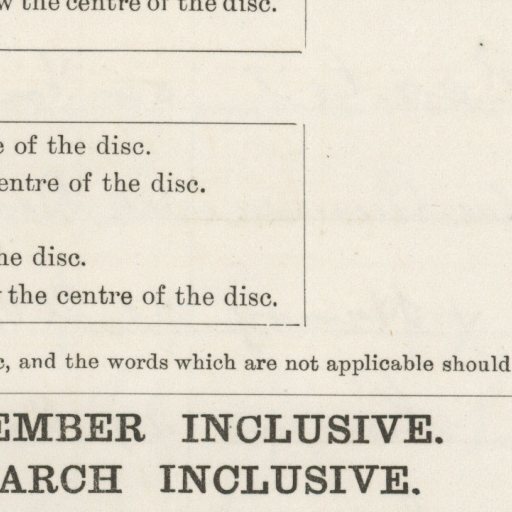 the centre of the disc.
of the disc.
entre of the disc.
he disc.
the centre of the disc.
c, and the words which are not applicable should
EMBER INCLUSIVE.
ARCH INCLUSIVE.